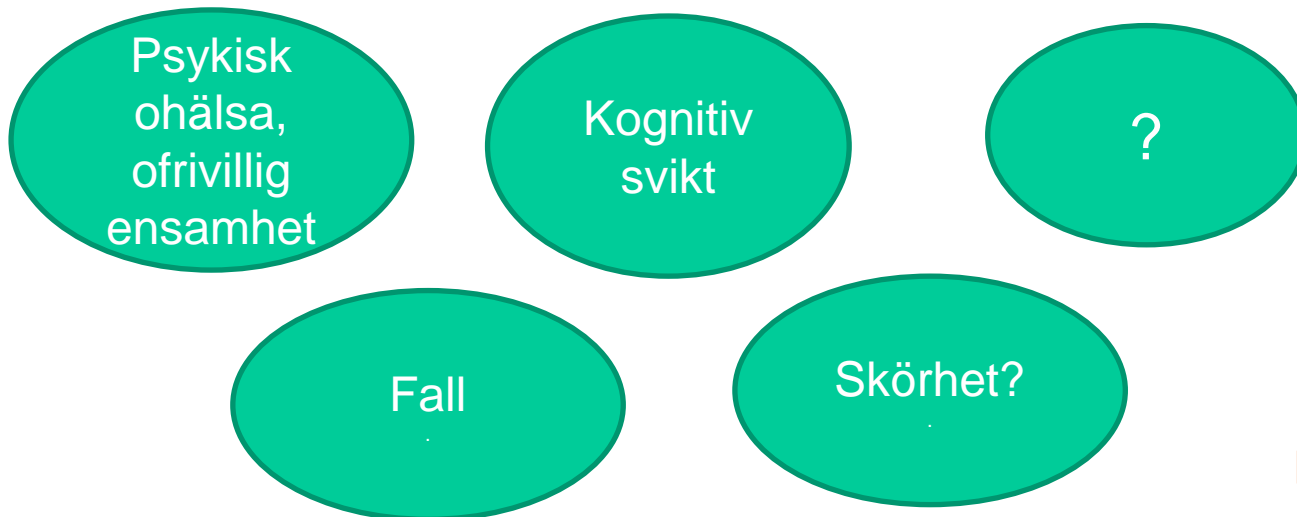 Psykisk
ohälsa,
ofrivillig
ensamhet
Kognitiv
svikt
?
Fall
.
Skörhet?
.